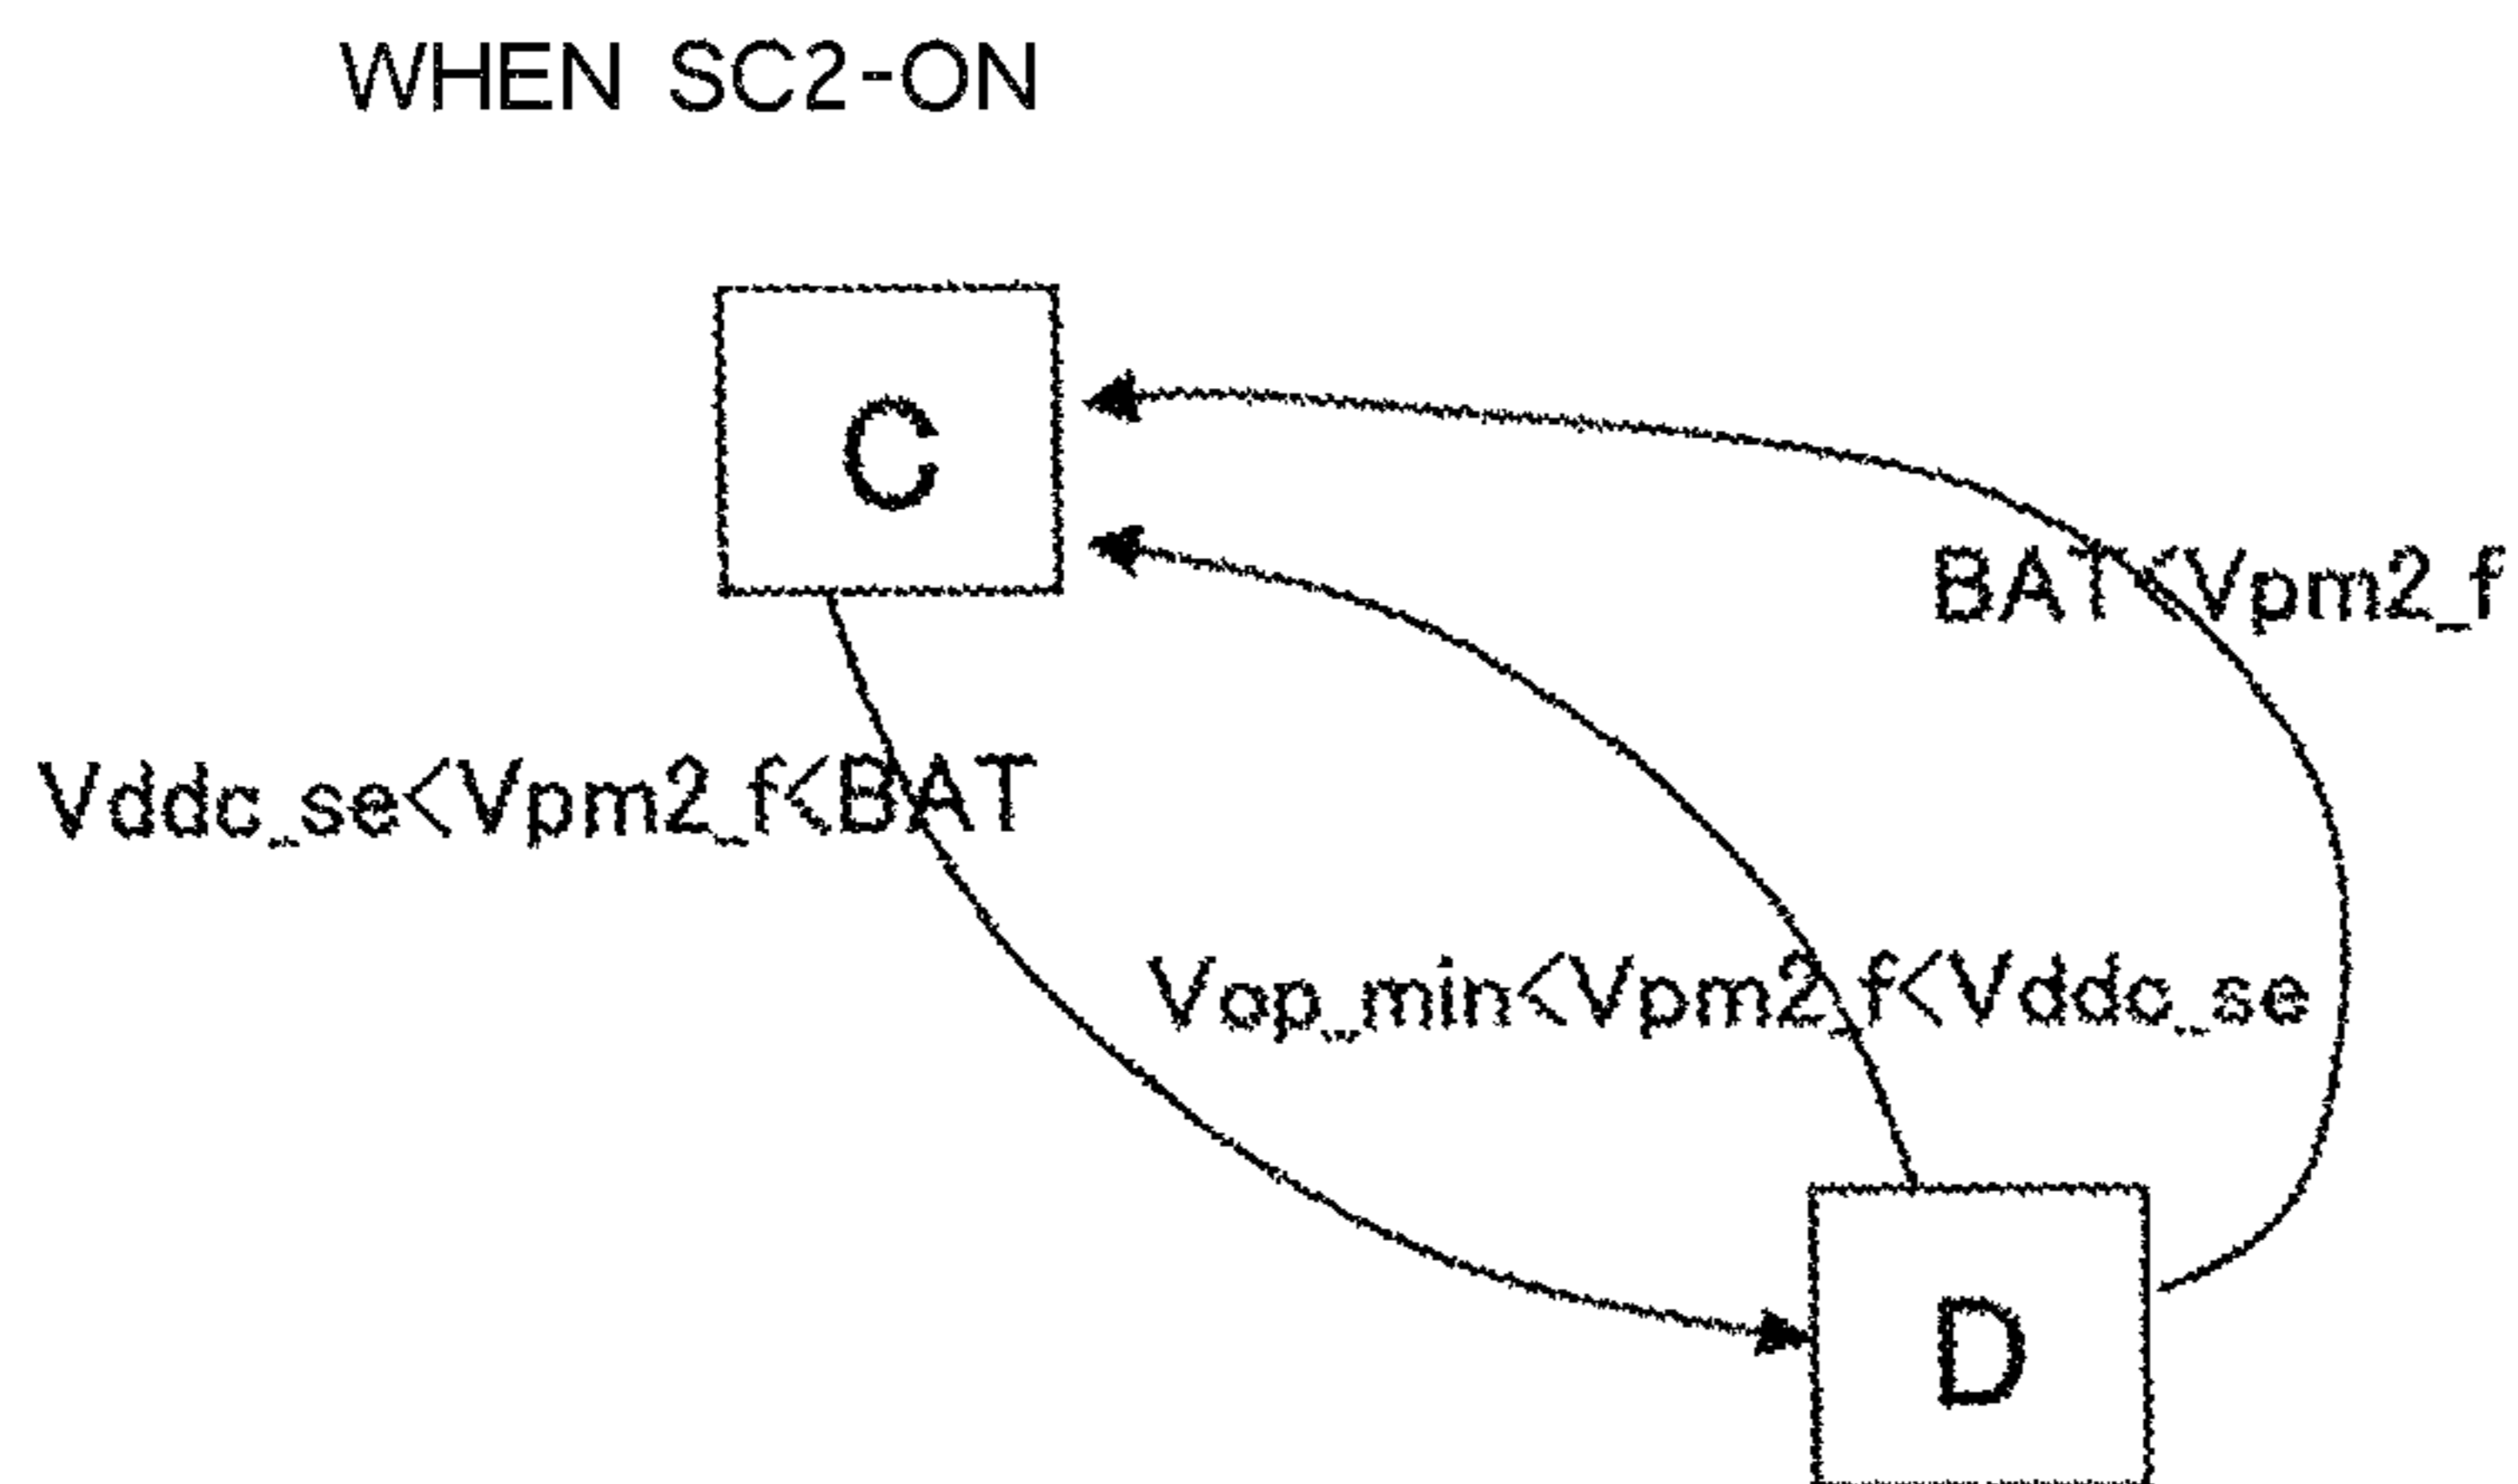 WHEN SC2-ON
C
BAT<Vpm2_f
Vddc_se<Vpm2_f<BAT
Vop_min<Vpm2_f<Vddc_se
D